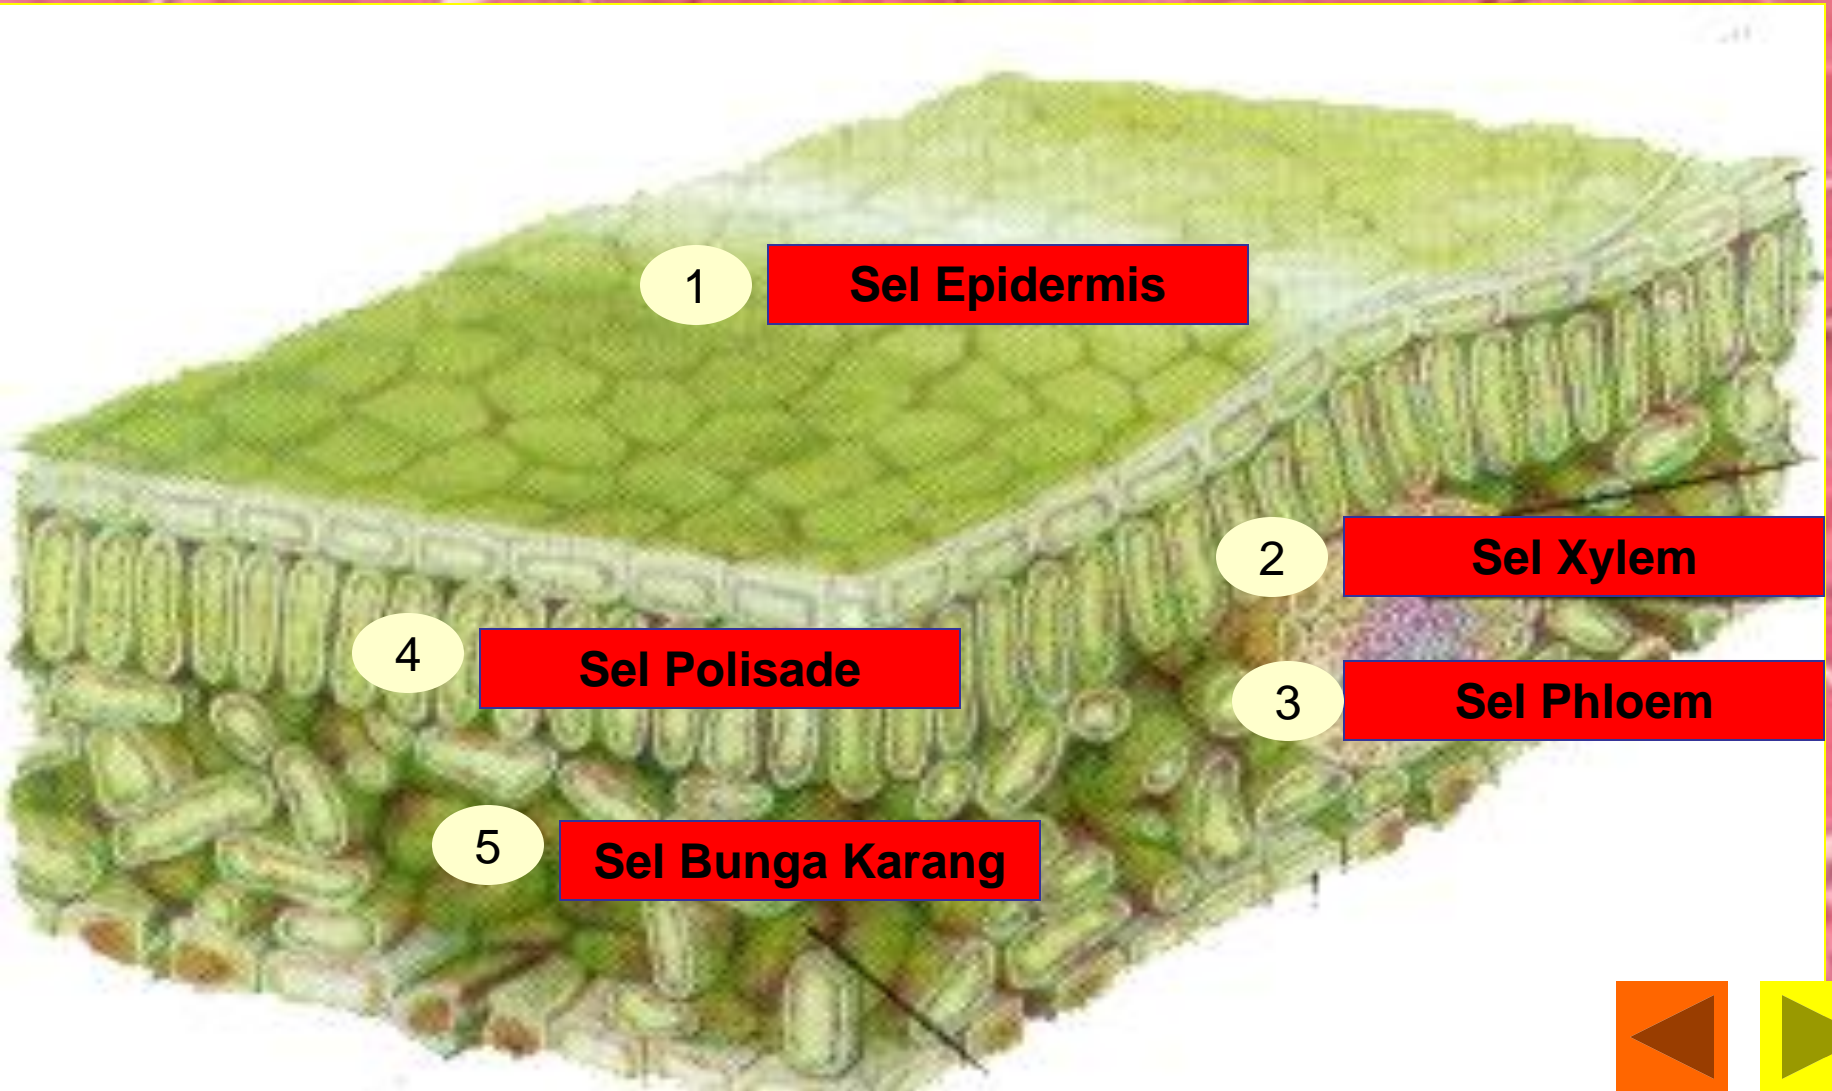 1 Sel Epidermis
2 Sel Xylem
4 Sel Polisade
3 Sel Phloem
5 Sel Bunga Karang